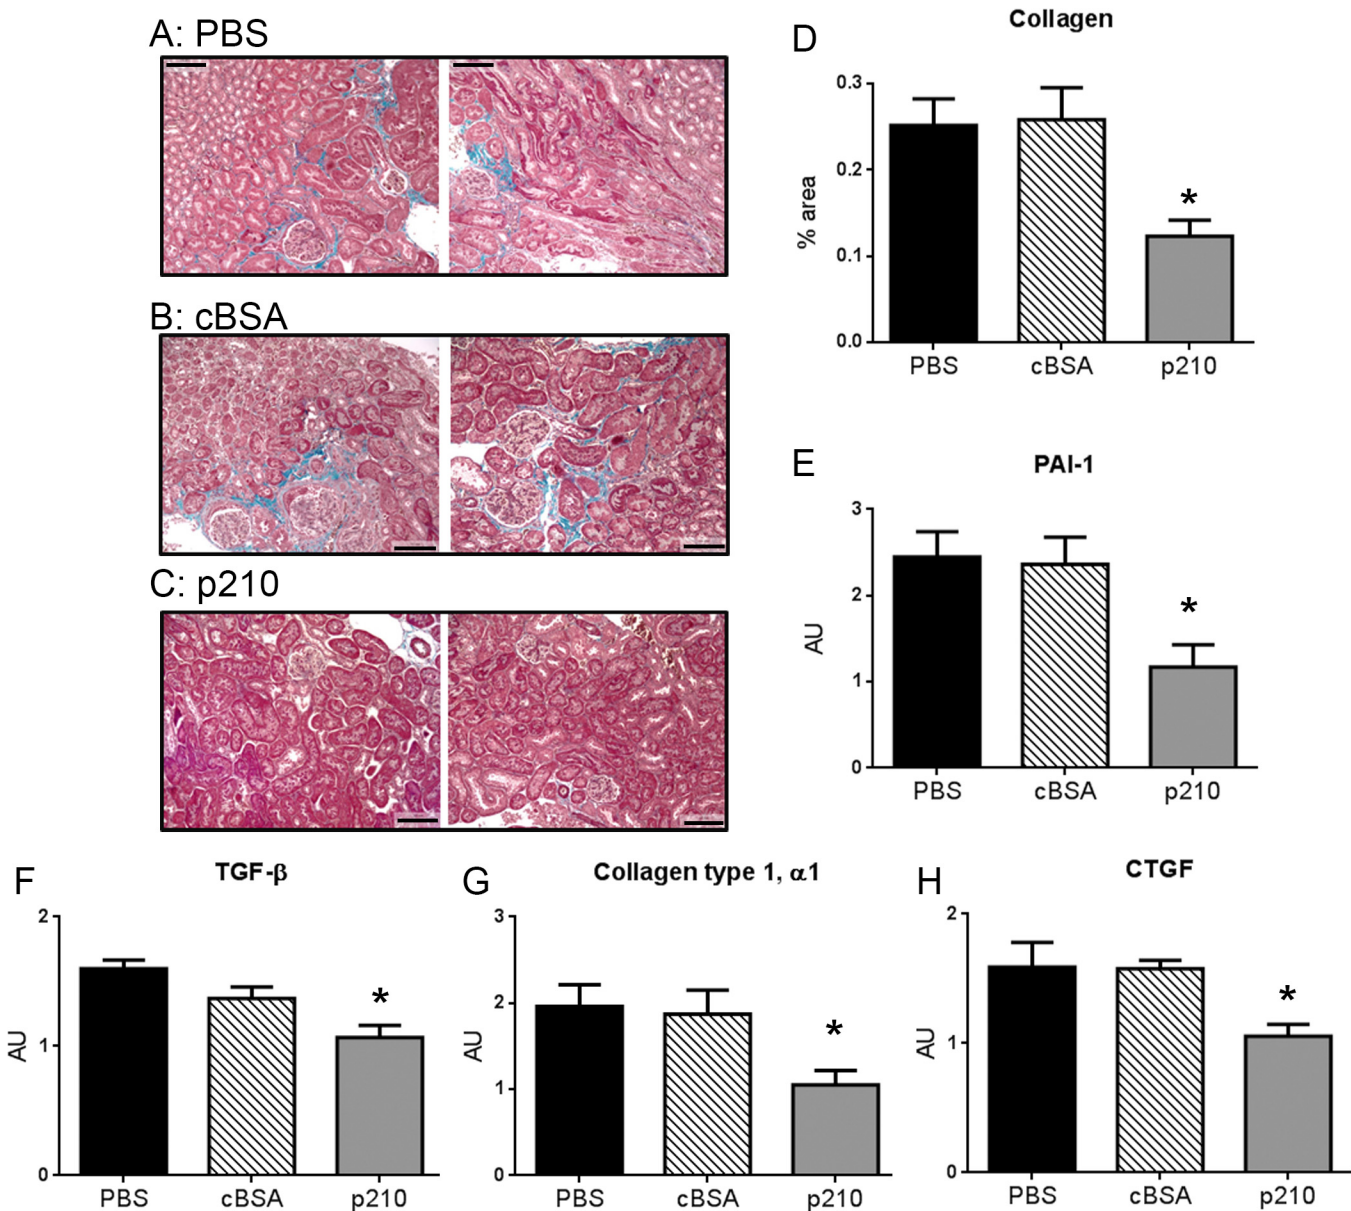 A: PBS
B: cBSA
C: p210
D
Collagen
% area
0.3
0.2
0.1
0.0
PBS cBSA p210
*
E
PAI-1
AU
3
2
1
0
PBS cBSA p210
*
F
TGF-β
AU
2
1
0
PBS cBSA p210
*
G
Collagen type 1, α1
AU
3
2
1
0
PBS cBSA p210
*
H
CTGF
AU
2
1
0
PBS cBSA p210
*